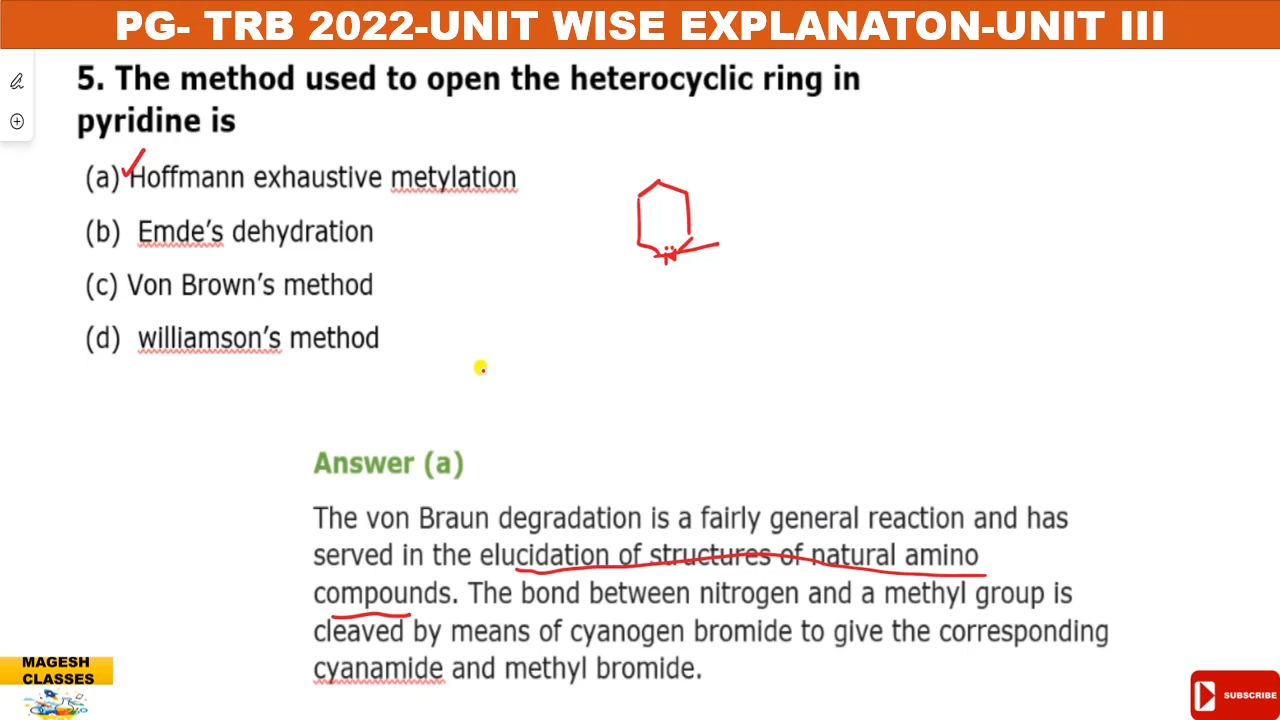 PG- TRB 2022-UNIT WISE EXPLANATON-UNIT III
5. The method used to open the heterocyclic ring in
pyridine is
(a) Hoffmann exhaustive metylation
(b) Emde's dehydration
(c) Von Brown's method
(d) williamson's method
Answer (a)
The von Braun degradation is a fairly general reaction and has
served in the elucidation of structures of natural amino
compounds. The bond between nitrogen and a methyl group is
cleaved by means of cyanogen bromide to give the corresponding
cyanamide and methyl bromide.
MAGESH
CLASSES
SUBSCRIBE